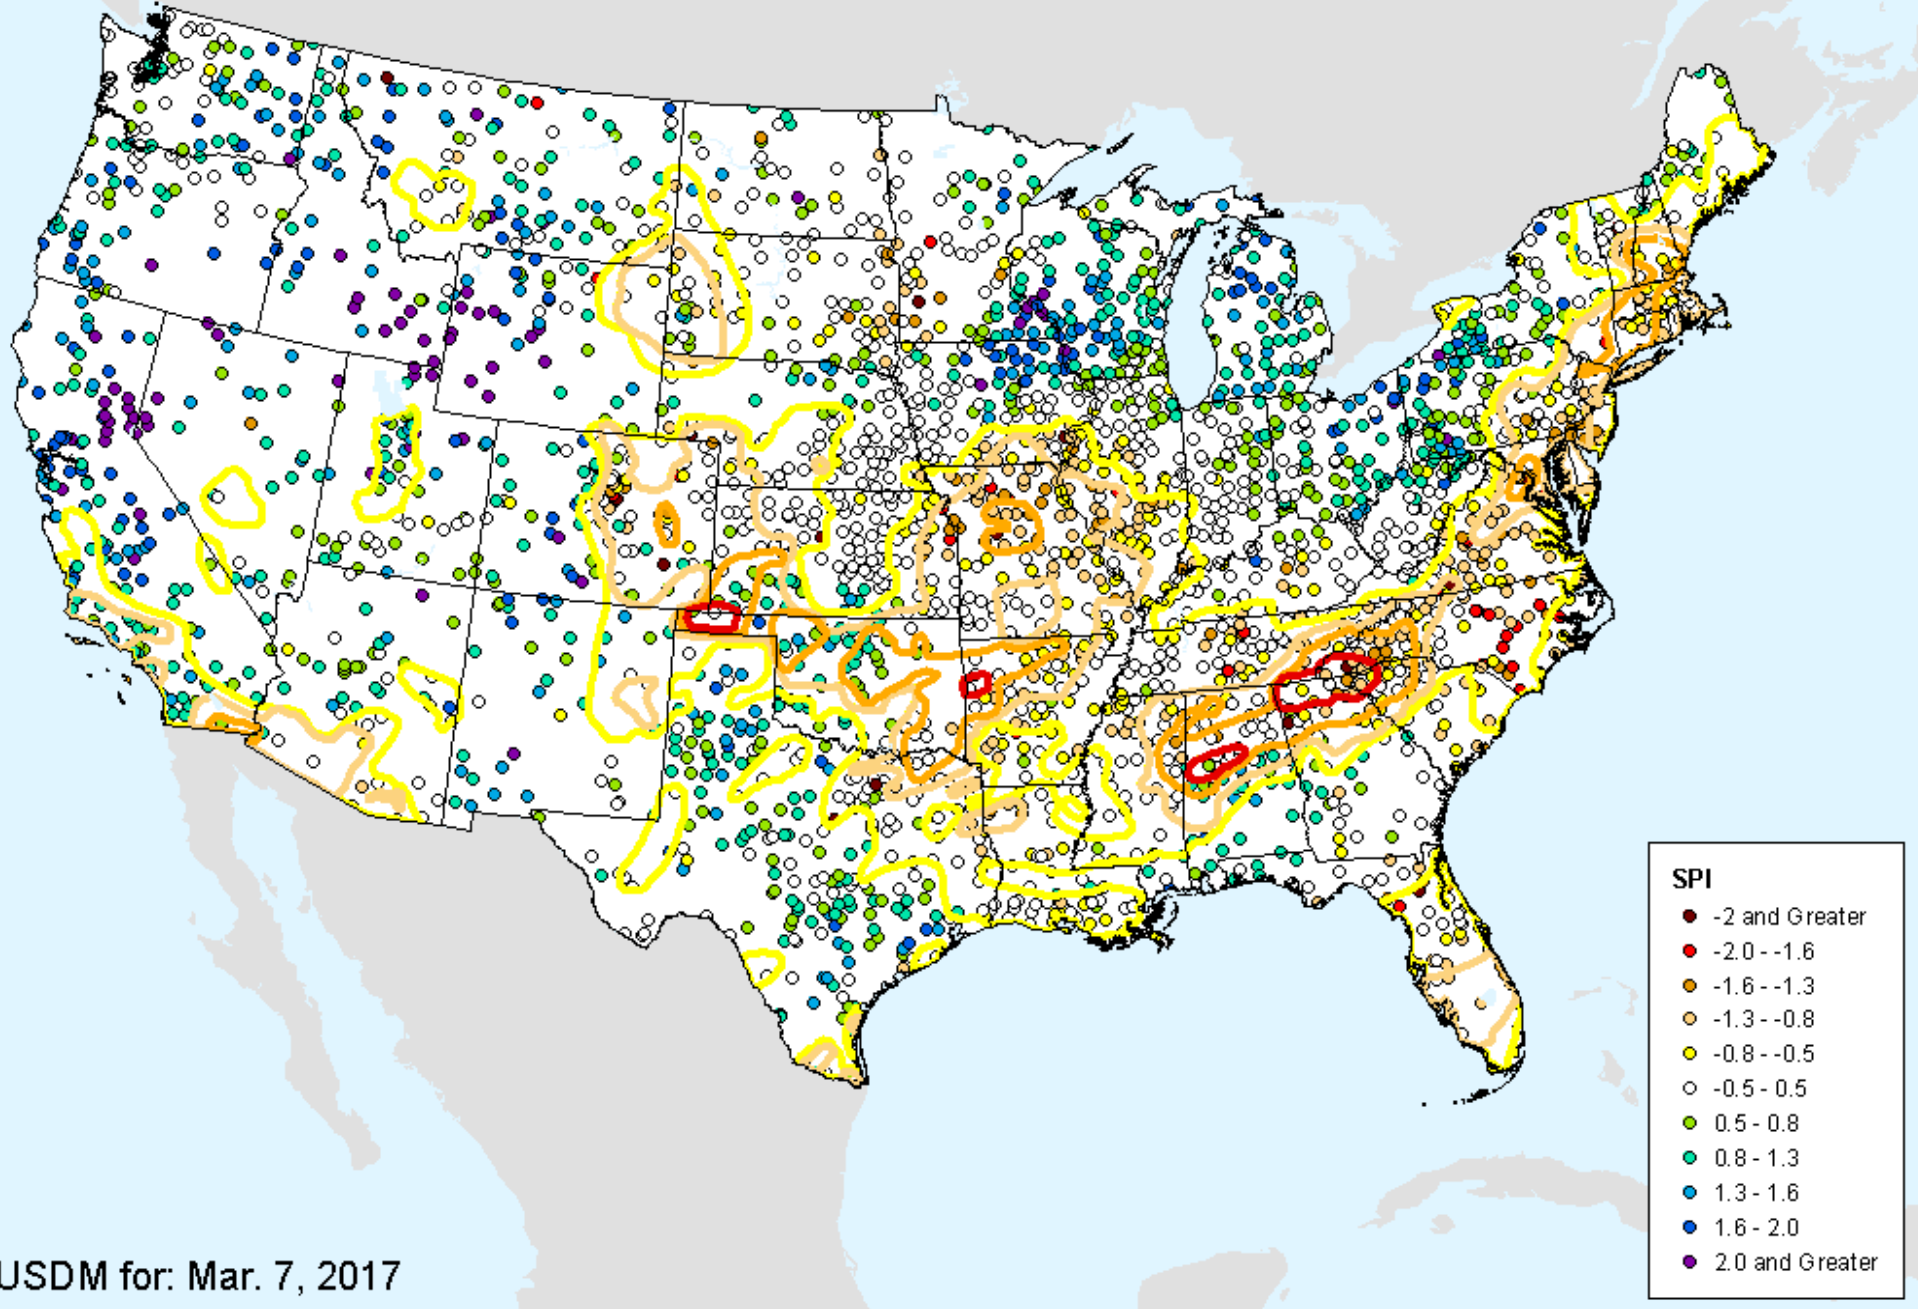 SPI
-2 and Greater
-2.0 - -1.6
-1.6 - -1.3
-1.3 - -0.8
-0.8 - -0.5
-0.5 - 0.5
0.5 - 0.8
0.8 - 1.3
1.3 - 1.6
1.6 - 2.0
2.0 and Greater
USDM for: Mar. 7, 2017